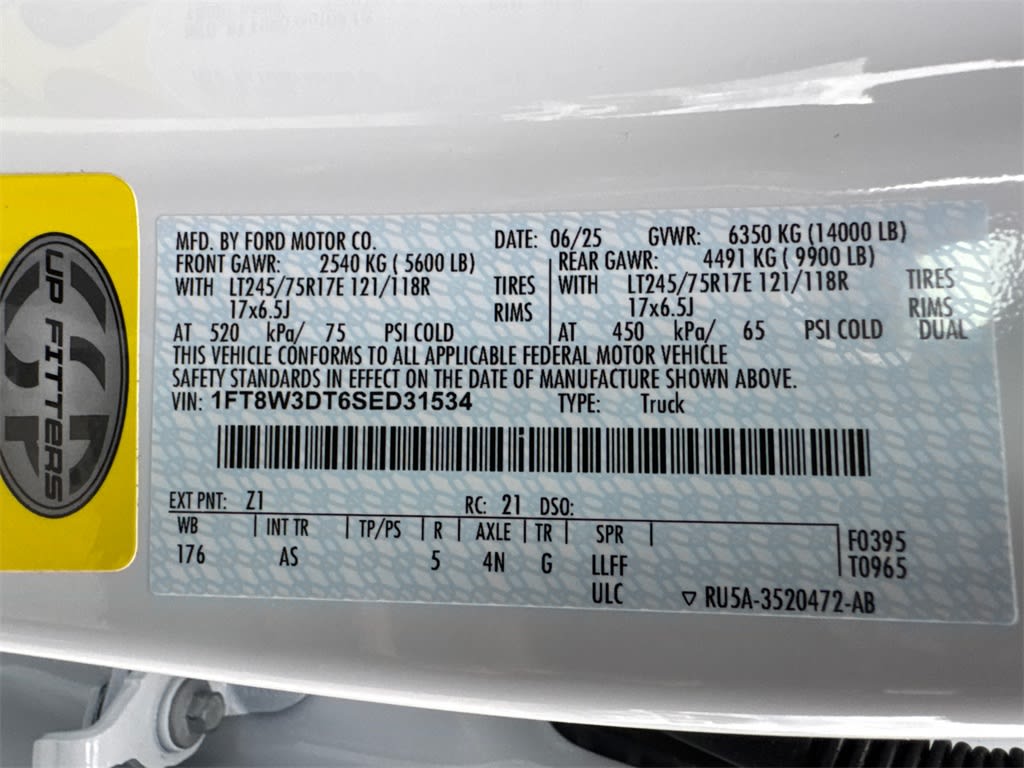 UP FITTERS
MFD. BY FORD MOTOR CO. DATE: 06/25 GVWR: 6350 KG (14000 LB)
FRONT GAWR: 2540 KG ( 5600 LB) REAR GAWR: 4491 KG ( 9900 LB)
WITH LT245/75R17E 121/118R TIRES WITH LT245/75R17E 121/118R TIRES
17x6.5J RIMS 17x6.5J RIMS
AT 520 kPa/ 75 PSI COLD AT 450 kPa/ 65 PSI COLD DUAL
THIS VEHICLE CONFORMS TO ALL APPLICABLE FEDERAL MOTOR VEHICLE
SAFETY STANDARDS IN EFFECT ON THE DATE OF MANUFACTURE SHOWN ABOVE.
VIN: 1FT8W3DT6SED31534 TYPE: Truck
EXT PNT: Z1 RC: 21 DSO:
WB INT TR TP/PS R AXLE TR SPR F0395
176 AS 5 4N G LLFF T0965
ULC RU5A-3520472-AB